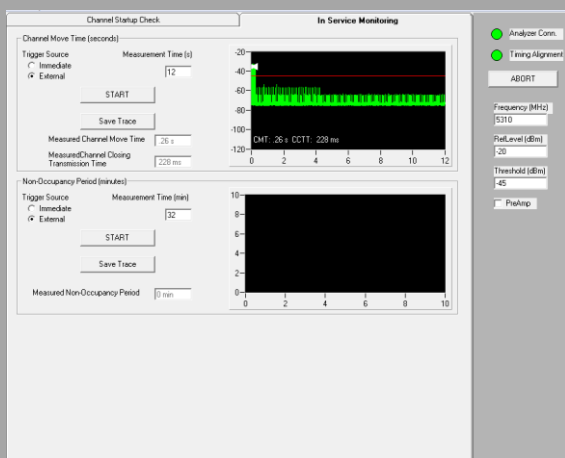 Channel Startup Check
In Service Monitoring
Channel Move Time (seconds)
Trigger Source
Measurement Time (s)
Immediate
External
12
START
Save Trace
Measured Channel Move Time
.26 s
MeasuredChannel Closing
Transmission Time
228 ms
-20
-40
-60
-80
-100
-120
CMT: .26 s CCTT: 228 ms
0 2 4 6 8 10 12
Non-Occupancy Period (minutes)
Trigger Source
Measurement Time (min)
Immediate
External
32
START
Save Trace
Measured Non-Occupancy Period
0 min
10
8
6
4
2
0
0 2 4 6 8 10
Analyzer Conn.
Timing Alignment
ABORT
Frequency (MHz)
5310
RefLevel (dBm)
-20
Threshold (dBm)
-45
PreAmp